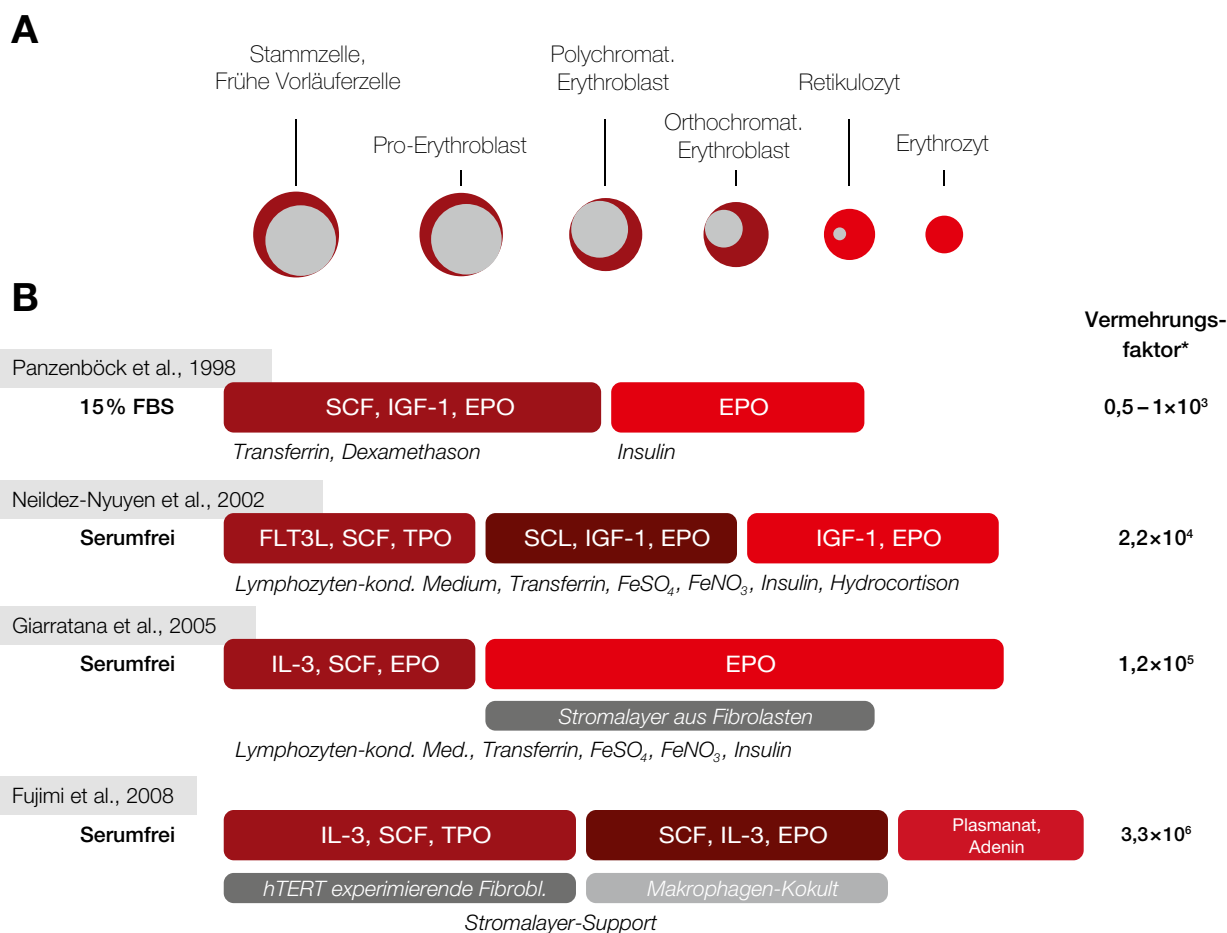 A
Stammzelle,
Frühe Vorläuferzelle
Pro-Erythroblast
Polychromat.
Erythroblast
Orthochromat.
Erythroblast
Retikulozyt
Erythrozyt
B
Vermehrungs-
faktor*
Panzenböck et al., 1998
15% FBS
SCF, IGF-1, EPO
EPO
0,5–1×10³
Transferrin, Dexamethason
Insulin
Neildez-Nyuyen et al., 2002
Serumfrei
FLT3L, SCF, TPO
SCL, IGF-1, EPO
IGF-1, EPO
2,2×10⁴
Lymphozyten-kond. Medium, Transferrin, FeSO₄, FeNO₃, Insulin, Hydrocortison
Giarratana et al., 2005
Serumfrei
IL-3, SCF, EPO
EPO
1,2×10⁵
Stromalayer aus Fibrolasten
Lymphozyten-kond. Med., Transferrin, FeSO₄, FeNO₃, Insulin
Fujimi et al., 2008
Serumfrei
IL-3, SCF, TPO
SCF, IL-3, EPO
Plasmanat,
Adenin
3,3×10⁶
hTERT experimierende Fibrobl.
Makrophagen-Kokult
Stromalayer-Support